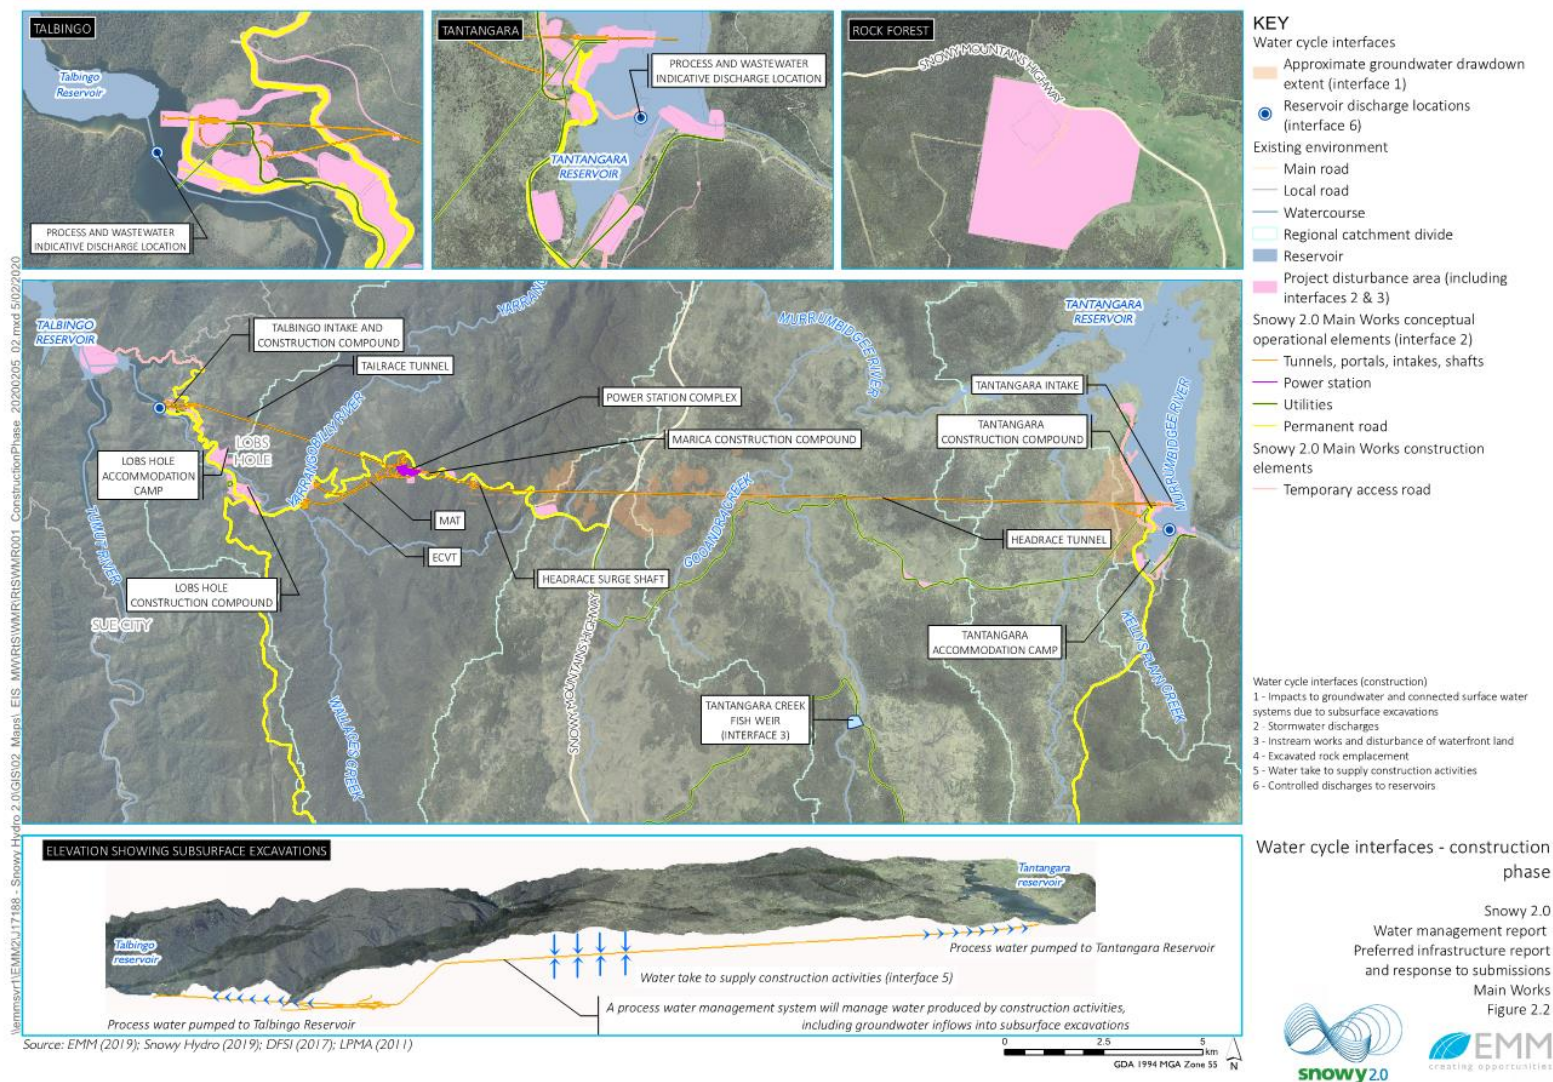 TALBINGO
Talbingo
Reservoir
PROCESS AND WASTEWATER
INDICATIVE DISCHARGE LOCATION
TANTANGARA
PROCESS AND WASTEWATER
INDICATIVE DISCHARGE LOCATION
TANTANGARA
RESERVOIR
ROCK FOREST
SNOWY MOUNTAINS HIGHWAY
TALBINGO
RESERVOIR
TALBINGO INTAKE AND
CONSTRUCTION COMPOUND
TAILRACE TUNNEL
YARRANGOBILLY RIVER
POWER STATION COMPLEX
MARICA CONSTRUCTION COMPOUND
MURRUMBIDGEE RIVER
TANTANGARA
RESERVOIR
TANTANGARA INTAKE
TANTANGARA
CONSTRUCTION COMPOUND
MURRUMBIDGEE RIVER
LOBS
HOLE
LOBS HOLE
ACCOMMODATION
CAMP
MAT
ECVT
GOOANDRA CREEK
HEADRACE TUNNEL
HEADRACE SURGE SHAFT
TUMUT RIVER
LOBS HOLE
CONSTRUCTION COMPOUND
SUE CITY
WALLACES CREEK
SNOWY MOUNTAINS HIGHWAY
TANTANGARA
ACCOMMODATION CAMP
KELLYS PLAIN CREEK
TANTANGARA CREEK
FISH WEIR
(INTERFACE 3)
ELEVATION SHOWING SUBSURFACE EXCAVATIONS
Talbingo
reservoir
Tantangara
reservoir
Process water pumped to Tantangara Reservoir
Water take to supply construction activities (interface 5)
A process water management system will manage water produced by construction activities,
including groundwater inflows into subsurface excavations
Process water pumped to Talbingo Reservoir
Source: EMM (2019); Snowy Hydro (2019); DFSI (2017); LPMA (2011)
0 2.5 5
km
GDA 1994 MGA Zone 55
N
KEY
Water cycle interfaces
Approximate groundwater drawdown
extent (interface 1)
Reservoir discharge locations
(interface 6)
Existing environment
Main road
Local road
Watercourse
Regional catchment divide
Reservoir
Project disturbance area (including
interfaces 2 & 3)
Snowy 2.0 Main Works conceptual
operational elements (interface 2)
Tunnels, portals, intakes, shafts
Power station
Utilities
Permanent road
Snowy 2.0 Main Works construction
elements
Temporary access road
Water cycle interfaces (construction)
1 - Impacts to groundwater and connected surface water
systems due to subsurface excavations
2 - Stormwater discharges
3 - Instream works and disturbance of waterfront land
4 - Excavated rock emplacement
5 - Water take to supply construction activities
6 - Controlled discharges to reservoirs
Water cycle interfaces - construction
phase
Snowy 2.0
Water management report
Preferred infrastructure report
and response to submissions
Main Works
Figure 2.2
snowy2.0
EMM
creating opportunities